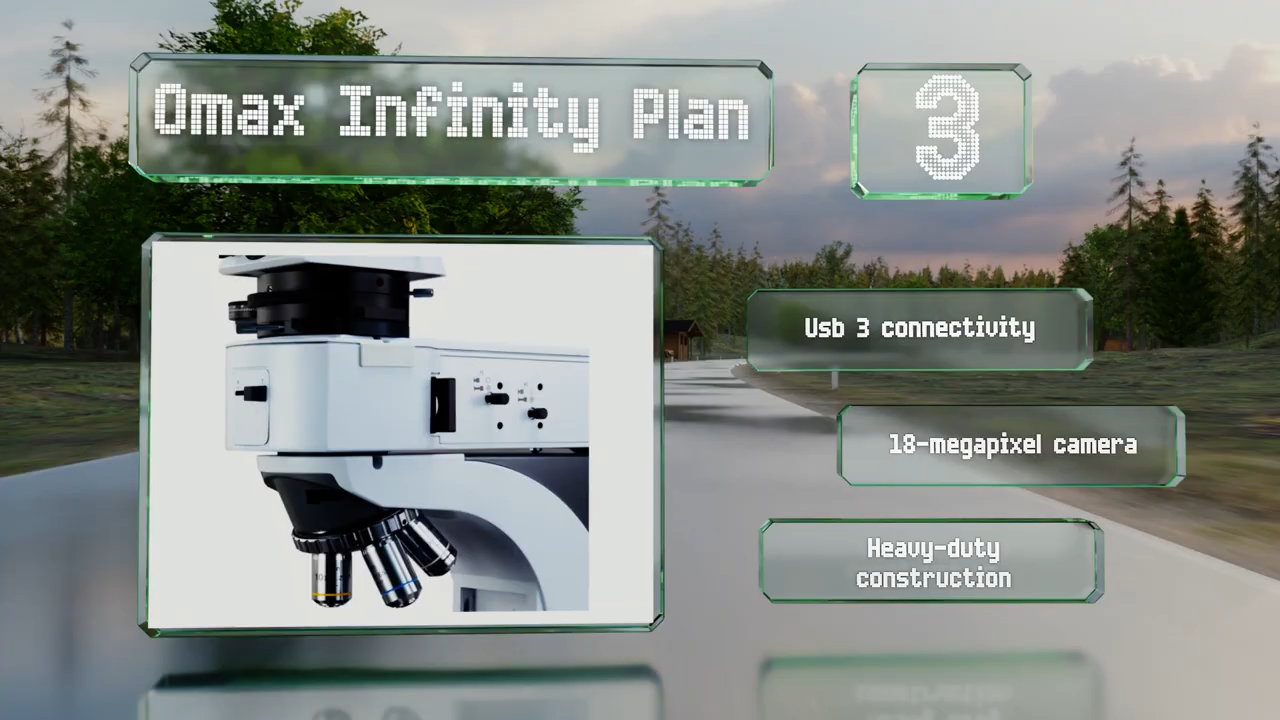 Omax Infinity Plan
3
Usb 3 connectivity
18-megapixel camera
Heavy-duty
construction